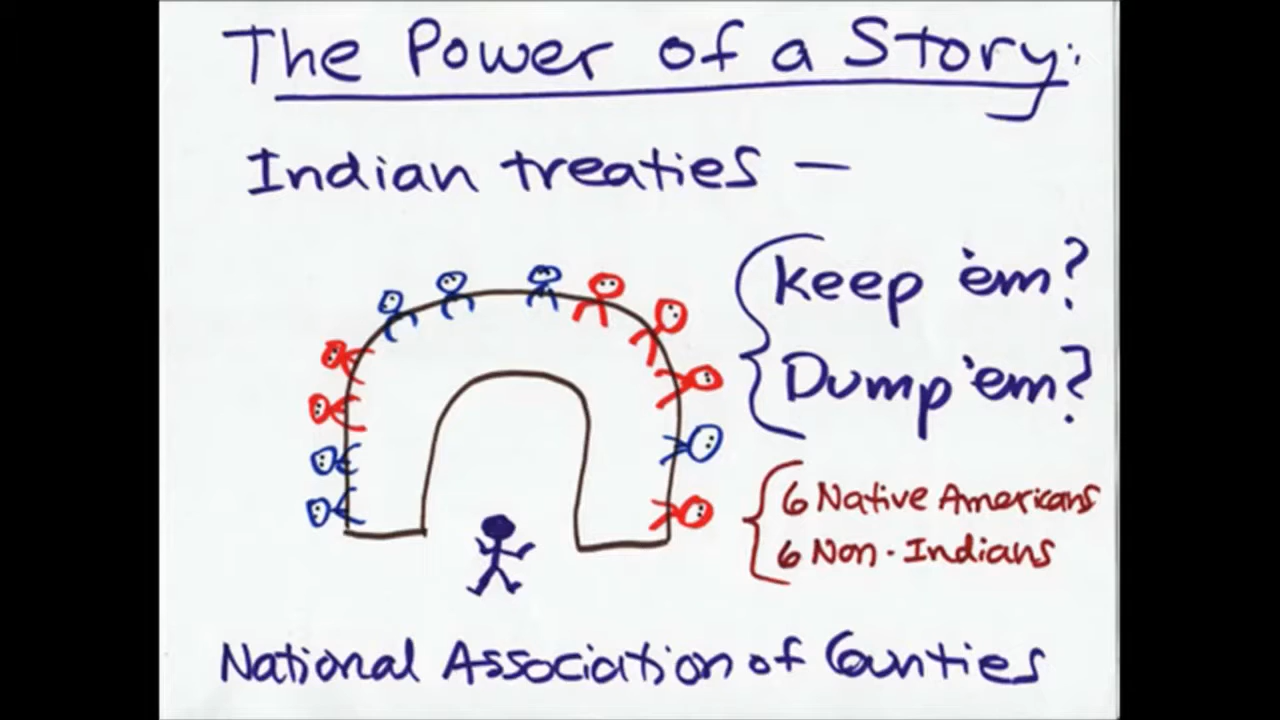 The Power of a Story:
Indian treaties —
Keep 'em?
Dump 'em?
6 Native Americans
6 Non-Indians
National Association of Counties